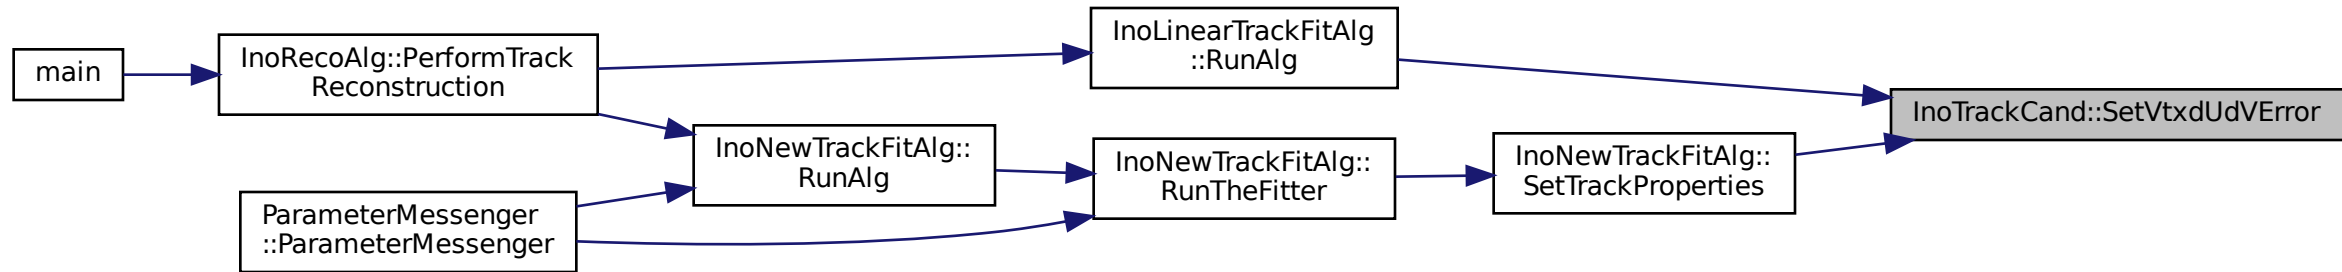 main
InoRecoAlg::PerformTrack
Reconstruction
InoLinearTrackFitAlg
::RunAlg
InoTrackCand::SetVtxdUdVError
InoNewTrackFitAlg::
RunAlg
InoNewTrackFitAlg::
RunTheFitter
InoNewTrackFitAlg::
SetTrackProperties
ParameterMessenger
::ParameterMessenger